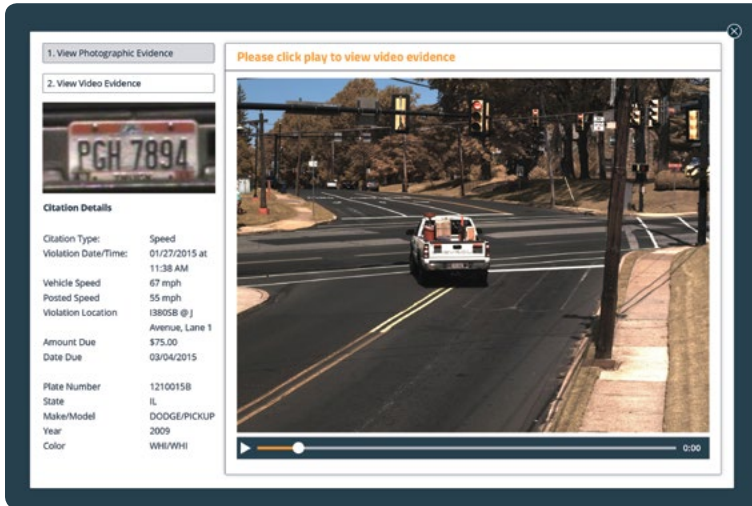 1. View Photographic Evidence
2. View Video Evidence
PGH 7894
Citation Details
Citation Type: Speed
Violation Date/Time: 01/27/2015 at
11:38 AM
Vehicle Speed 67 mph
Posted Speed 55 mph
Violation Location I380SB @ J
Avenue, Lane 1
Amount Due $75.00
Date Due 03/04/2015
Plate Number 1210015B
State IL
Make/Model DODGE/PICKUP
Year 2009
Color WHI/WHI
Please click play to view video evidence
0:00